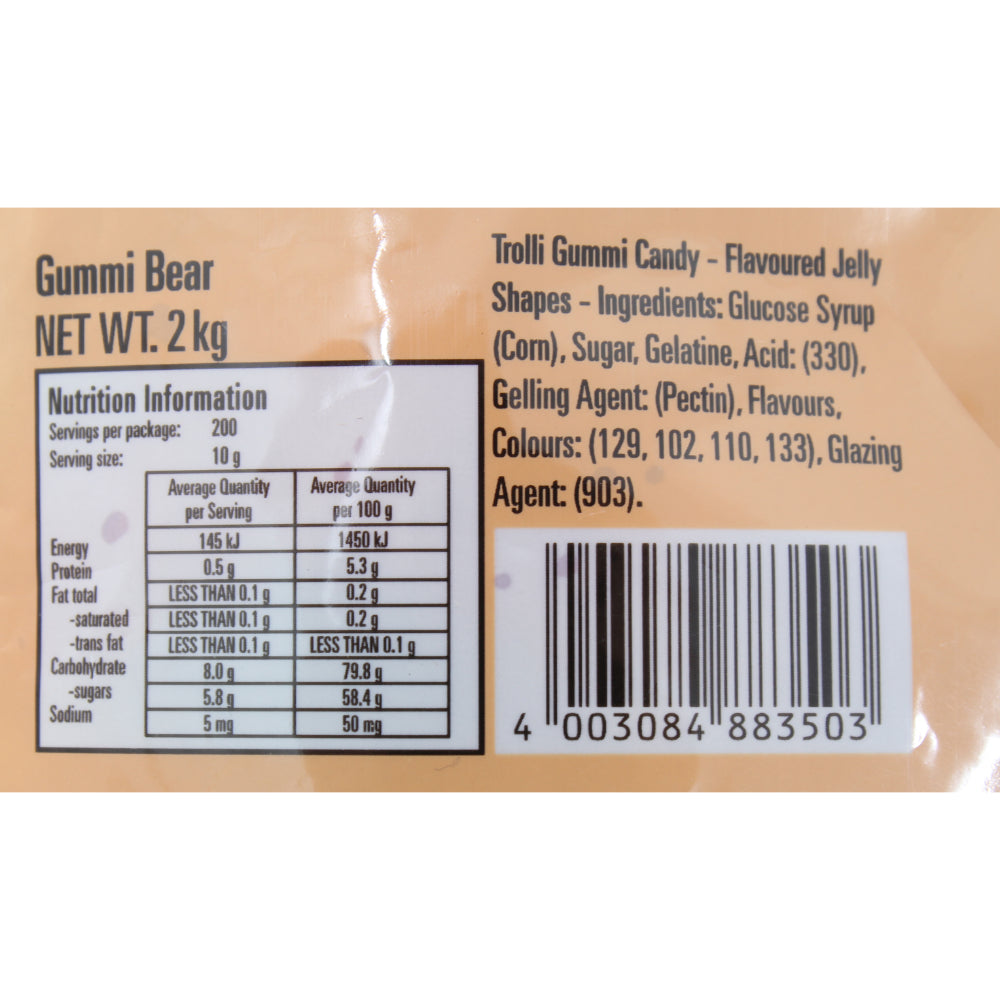 Gummi Bear
NET WT. 2 kg
Nutrition Information
Servings per package: 200
Serving size: 10 g
Average Quantity per Serving Average Quantity per 100 g
Energy 145 kJ 1450 kJ
Protein 0.5 g 5.3 g
Fat total LESS THAN 0.1 g 0.2 g
-saturated LESS THAN 0.1 g 0.2 g
-trans fat LESS THAN 0.1 g LESS THAN 0.1 g
Carbohydrate 8.0 g 79.8 g
-sugars 5.8 g 58.4 g
Sodium 5 mg 50 mg
Trolli Gummi Candy - Flavoured Jelly
Shapes - Ingredients: Glucose Syrup
(Corn), Sugar, Gelatine, Acid: (330),
Gelling Agent: (Pectin), Flavours,
Colours: (129, 102, 110, 133), Glazing
Agent: (903).
4 003084 883503